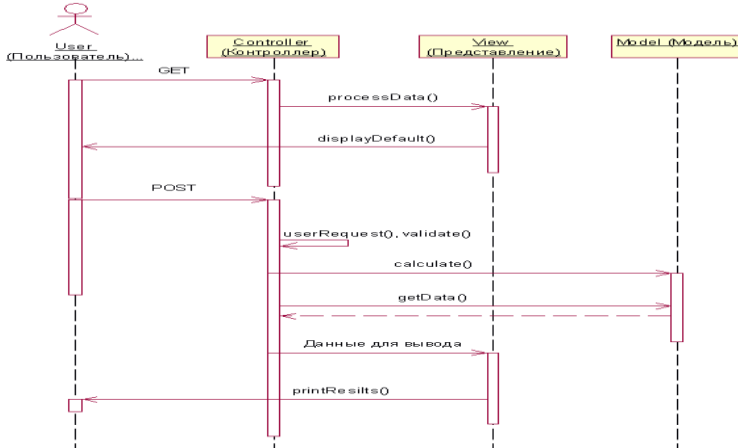 User
(Пользователь)...
Controller
(Контроллер)
View
(Представление)
Model (Модель)
GET
processData()
displayDefault()
POST
userRequest(), validate()
calculate()
getData()
Данные для вывода
printResilts()